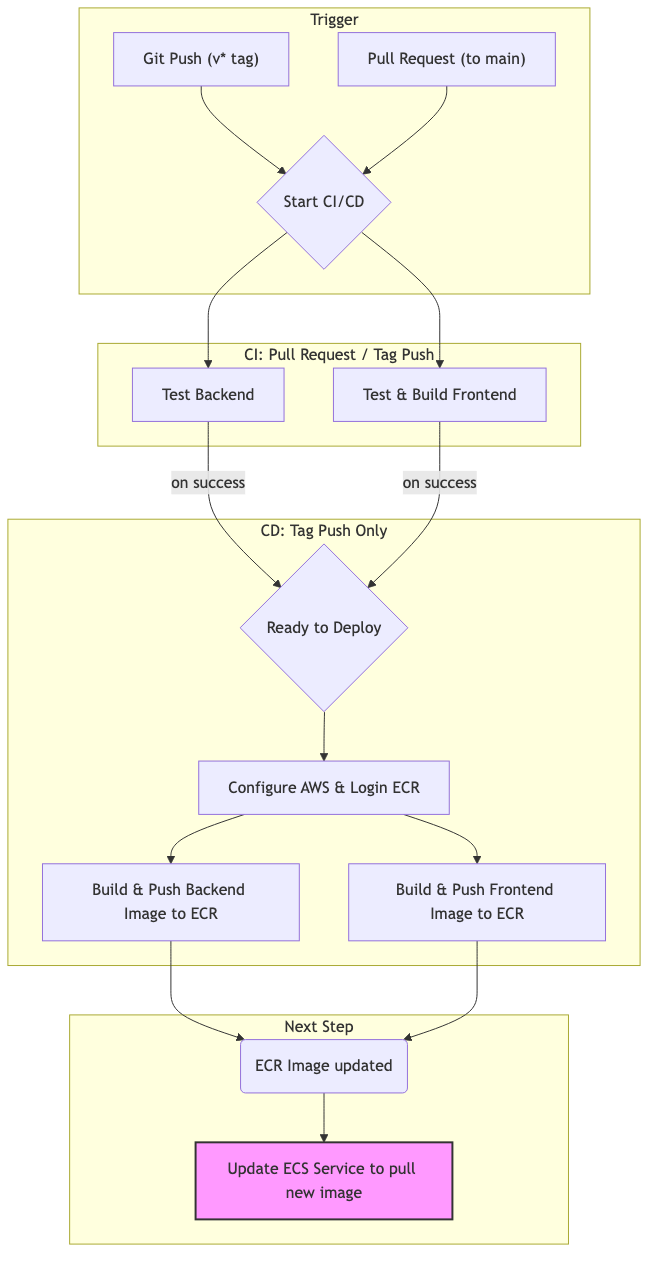 Trigger
Git Push (v* tag)
Pull Request (to main)
Start CI/CD
CI: Pull Request / Tag Push
Test Backend
Test & Build Frontend
on success
on success
CD: Tag Push Only
Ready to Deploy
Configure AWS & Login ECR
Build & Push Backend
Image to ECR
Build & Push Frontend
Image to ECR
Next Step
ECR Image updated
Update ECS Service to pull
new image